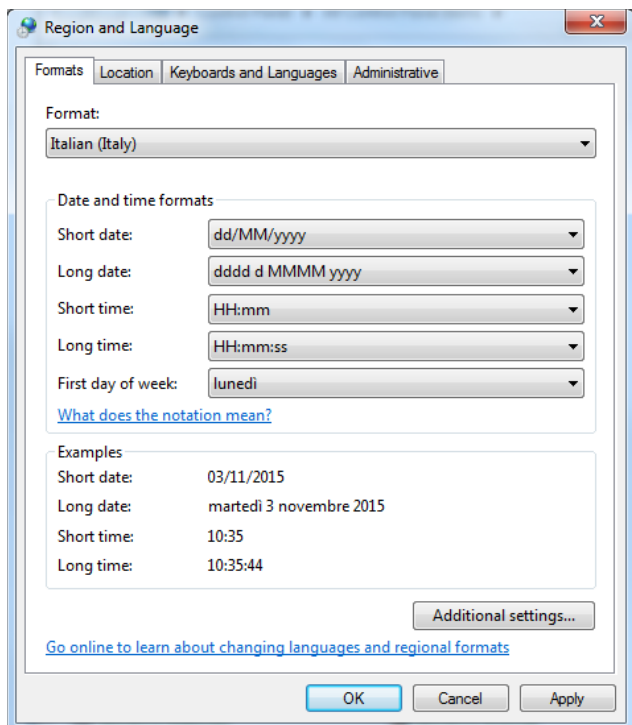 Region and Language
Formats Location Keyboards and Languages Administrative
Format:
Italian (Italy)
Date and time formats
Short date: dd/MM/yyyy
Long date: dddd d MMMM yyyy
Short time: HH:mm
Long time: HH:mm:ss
First day of week: lunedì
What does the notation mean?
Examples
Short date: 03/11/2015
Long date: martedì 3 novembre 2015
Short time: 10:35
Long time: 10:35:44
Additional settings...
Go online to learn about changing languages and regional formats
OK Cancel Apply